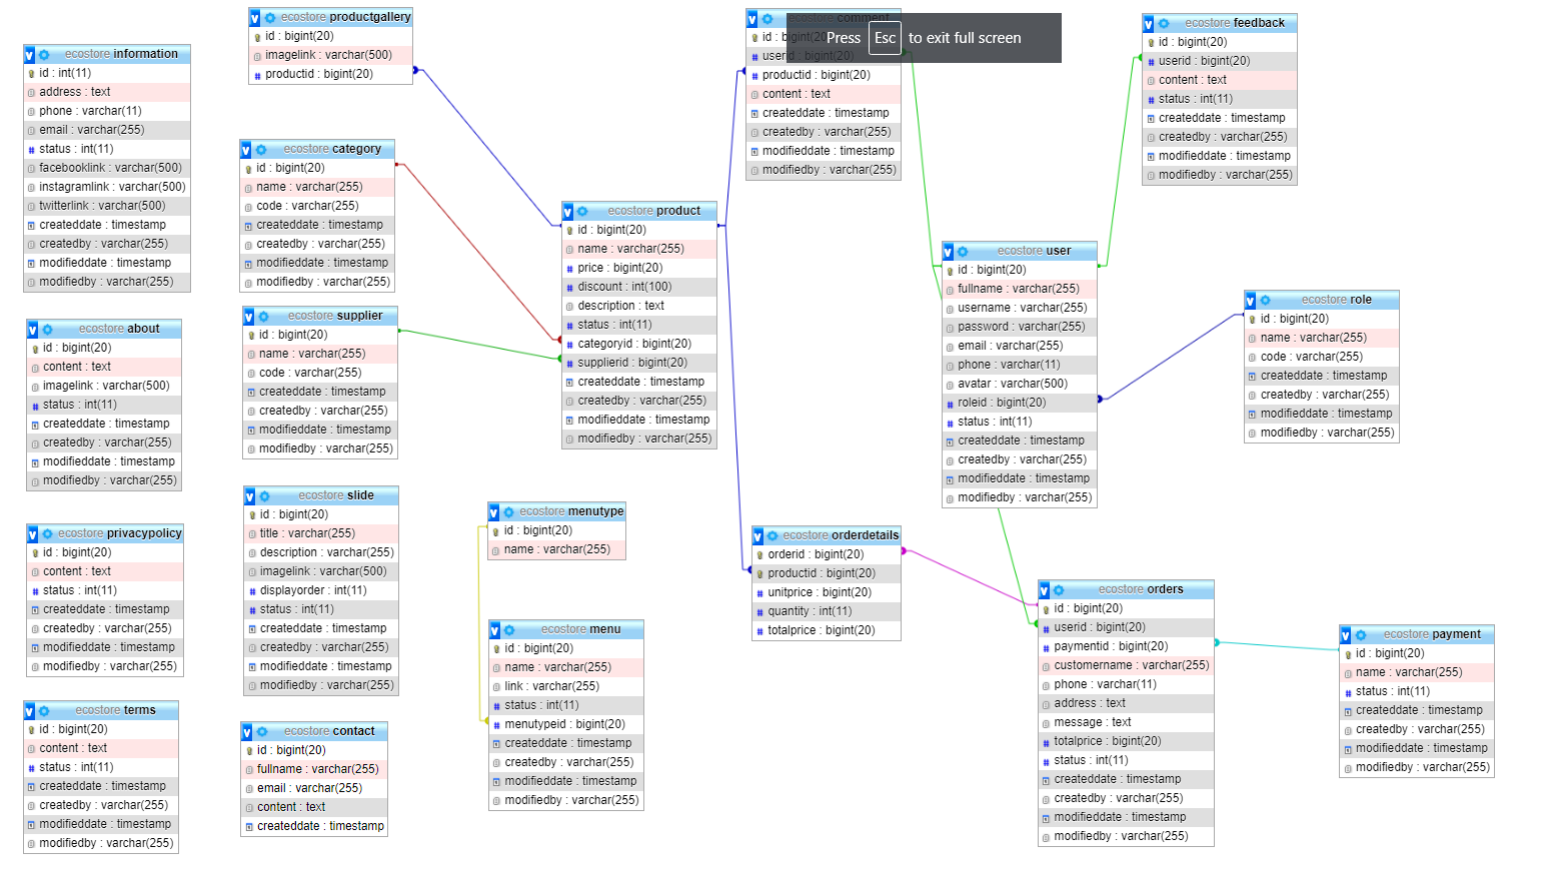 ecostore productgallery
id : bigint(20)
imagelink : varchar(500)
productid : bigint(20)
ecostore comment
id : bigint(20)
userid : bigint(20)
productid : bigint(20)
content : text
createddate : timestamp
createdby : varchar(255)
modifieddate : timestamp
modifiedby : varchar(255)
Press Esc to exit full screen
ecostore feedback
id : bigint(20)
userid : bigint(20)
content : text
status : int(11)
createddate : timestamp
createdby : varchar(255)
modifieddate : timestamp
modifiedby : varchar(255)
ecostore information
id : int(11)
address : text
phone : varchar(11)
email : varchar(255)
status : int(11)
facebooklink : varchar(500)
instagramlink : varchar(500)
twitterlink : varchar(500)
createddate : timestamp
createdby : varchar(255)
modifieddate : timestamp
modifiedby : varchar(255)
ecostore category
id : bigint(20)
name : varchar(255)
code : varchar(255)
createddate : timestamp
createdby : varchar(255)
modifieddate : timestamp
modifiedby : varchar(255)
ecostore product
id : bigint(20)
name : varchar(255)
price : bigint(20)
discount : int(100)
description : text
status : int(11)
categoryid : bigint(20)
supplierid : bigint(20)
createddate : timestamp
createdby : varchar(255)
modifieddate : timestamp
modifiedby : varchar(255)
ecostore user
id : bigint(20)
fullname : varchar(255)
username : varchar(255)
password : varchar(255)
email : varchar(255)
phone : varchar(11)
avatar : varchar(500)
roleid : bigint(20)
status : int(11)
createddate : timestamp
createdby : varchar(255)
modifieddate : timestamp
modifiedby : varchar(255)
ecostore role
id : bigint(20)
name : varchar(255)
code : varchar(255)
createddate : timestamp
createdby : varchar(255)
modifieddate : timestamp
modifiedby : varchar(255)
ecostore about
id : bigint(20)
content : text
imagelink : varchar(500)
status : int(11)
createddate : timestamp
createdby : varchar(255)
modifieddate : timestamp
modifiedby : varchar(255)
ecostore supplier
id : bigint(20)
name : varchar(255)
code : varchar(255)
createddate : timestamp
createdby : varchar(255)
modifieddate : timestamp
modifiedby : varchar(255)
ecostore privacypolicy
id : bigint(20)
content : text
status : int(11)
createddate : timestamp
createdby : varchar(255)
modifieddate : timestamp
modifiedby : varchar(255)
ecostore slide
id : bigint(20)
title : varchar(255)
description : varchar(255)
imagelink : varchar(500)
displayorder : int(11)
status : int(11)
createddate : timestamp
createdby : varchar(255)
modifieddate : timestamp
modifiedby : varchar(255)
ecostore menutype
id : bigint(20)
name : varchar(255)
ecostore orderdetails
orderid : bigint(20)
productid : bigint(20)
unitprice : bigint(20)
quantity : int(11)
totalprice : bigint(20)
ecostore menu
id : bigint(20)
name : varchar(255)
link : varchar(255)
status : int(11)
menutypeid : bigint(20)
createddate : timestamp
createdby : varchar(255)
modifieddate : timestamp
modifiedby : varchar(255)
ecostore orders
id : bigint(20)
userid : bigint(20)
paymentid : bigint(20)
customername : varchar(255)
phone : varchar(11)
address : text
message : text
totalprice : bigint(20)
status : int(11)
createddate : timestamp
createdby : varchar(255)
modifieddate : timestamp
modifiedby : varchar(255)
ecostore payment
id : bigint(20)
name : varchar(255)
status : int(11)
createddate : timestamp
createdby : varchar(255)
modifieddate : timestamp
modifiedby : varchar(255)
ecostore terms
id : bigint(20)
content : text
status : int(11)
createddate : timestamp
createdby : varchar(255)
modifieddate : timestamp
modifiedby : varchar(255)
ecostore contact
id : bigint(20)
fullname : varchar(255)
email : varchar(255)
content : text
createddate : timestamp